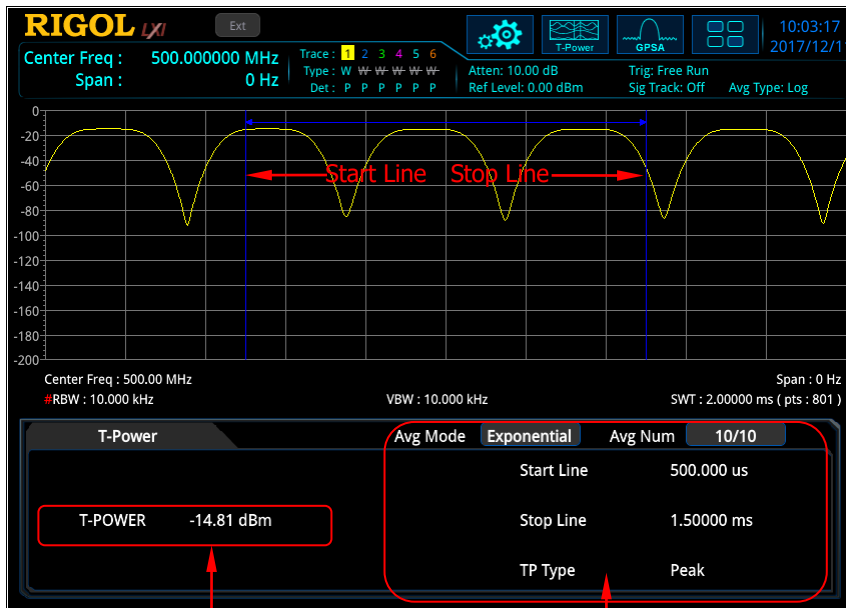 RIGOL LXI Ext
T-Power GPSA 10:03:17
2017/12/1
Center Freq : 500.000000 MHz
Span : 0 Hz
Trace : 1 2 3 4 5 6
Type : W W W W W W
Det : P P P P P P
Atten: 10.00 dB Trig: Free Run
Ref Level: 0.00 dBm Sig Track: Off Avg Type: Log
0
-20
-40
Start Line Stop Line
-60
-80
-100
-120
-140
-160
-180
-200
Center Freq : 500.00 MHz Span : 0 Hz
#RBW : 10.000 kHz VBW : 10.000 kHz SWT : 2.00000 ms ( pts : 801 )
T-Power Avg Mode Exponential Avg Num 10/10
Start Line 500.000 us
T-POWER -14.81 dBm Stop Line 1.50000 ms
TP Type Peak